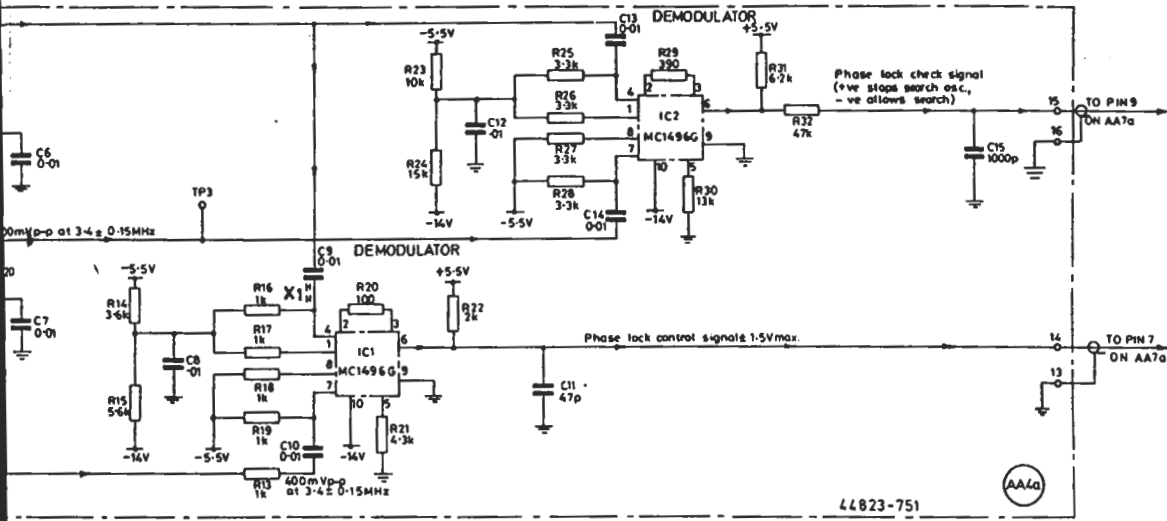 DEMODULATOR
C13
0·01
-5·5V
+5·5V
R23
10k
R25
3·3k
R29
390
R31
6·2k
2
3
4
6
Phase lock check signal
(+ve stops search osc.,
- ve allows search)
R26
3·3k
1
IC2
C12
·01
R32
47k
15
TO PIN 9
ON AA7a
16
8
MC1496G
9
R27
3·3k
7
C6
0·01
R24
15k
10
5
C15
1000p
R28
3·3k
R30
13k
TP3
C14
0·01
-14V
-5·5V
-14V
0mVp-p at 3·4 ± 0·15MHz
C9
0·01
DEMODULATOR
20
-5·5V
+5·5V
R14
3·6k
R16
1k
X1
R20
100
R22
2k
2
3
C7
0·01
4
6
R17
1k
1
IC1
Phase lock control signal ± 1·5V max.
14
TO PIN 7
ON AA7a
C8
·01
8
MC1496G
9
R18
1k
7
C11
47p
13
R15
5·6k
10
5
R19
1k
R21
4·3k
C10
0·01
-14V
-5·5V
-14V
R13
1k
400mVp-p
at 3·4 ± 0·15MHz
AA4a
44823-751